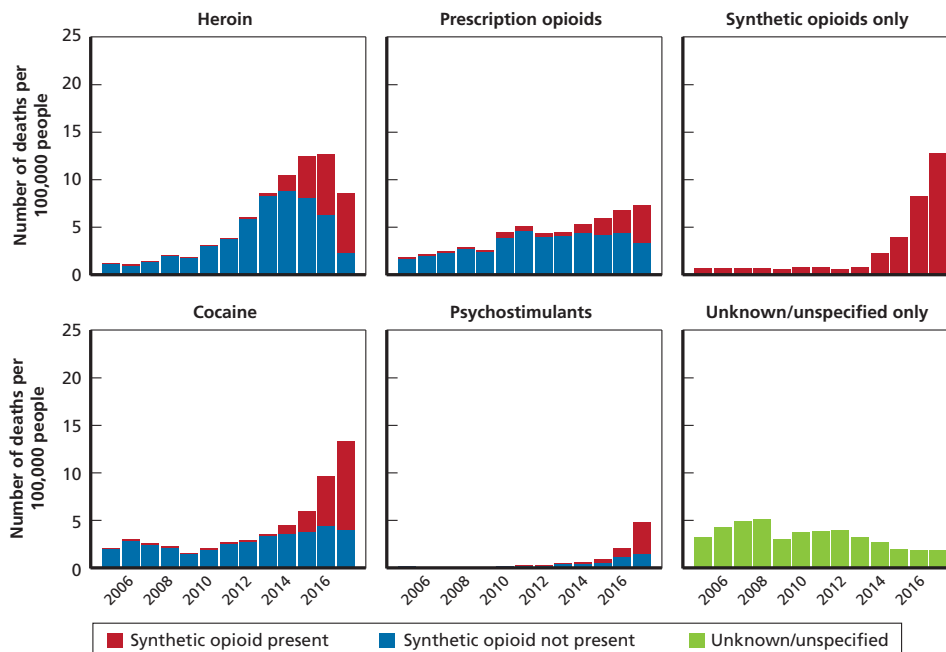 Heroin
Prescription opioids
Synthetic opioids only
Number of deaths per
100,000 people
25
20
15
10
5
0
Cocaine
Psychostimulants
Unknown/unspecified only
Number of deaths per
100,000 people
25
20
15
10
5
0
2006 2008 2010 2012 2014 2016
2006 2008 2010 2012 2014 2016
2006 2008 2010 2012 2014 2016
Synthetic opioid present Synthetic opioid not present Unknown/unspecified